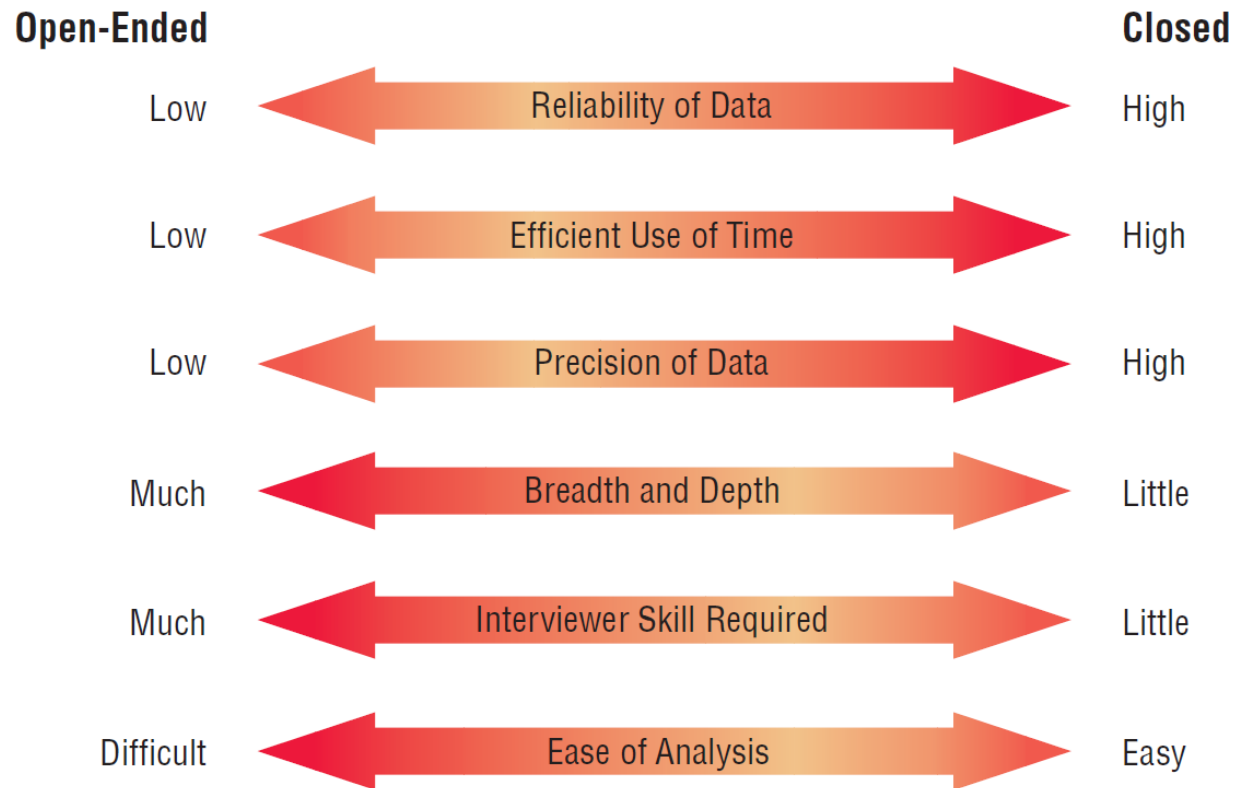 Open-Ended Closed
Low Reliability of Data High
Low Efficient Use of Time High
Low Precision of Data High
Much Breadth and Depth Little
Much Interviewer Skill Required Little
Difficult Ease of Analysis Easy